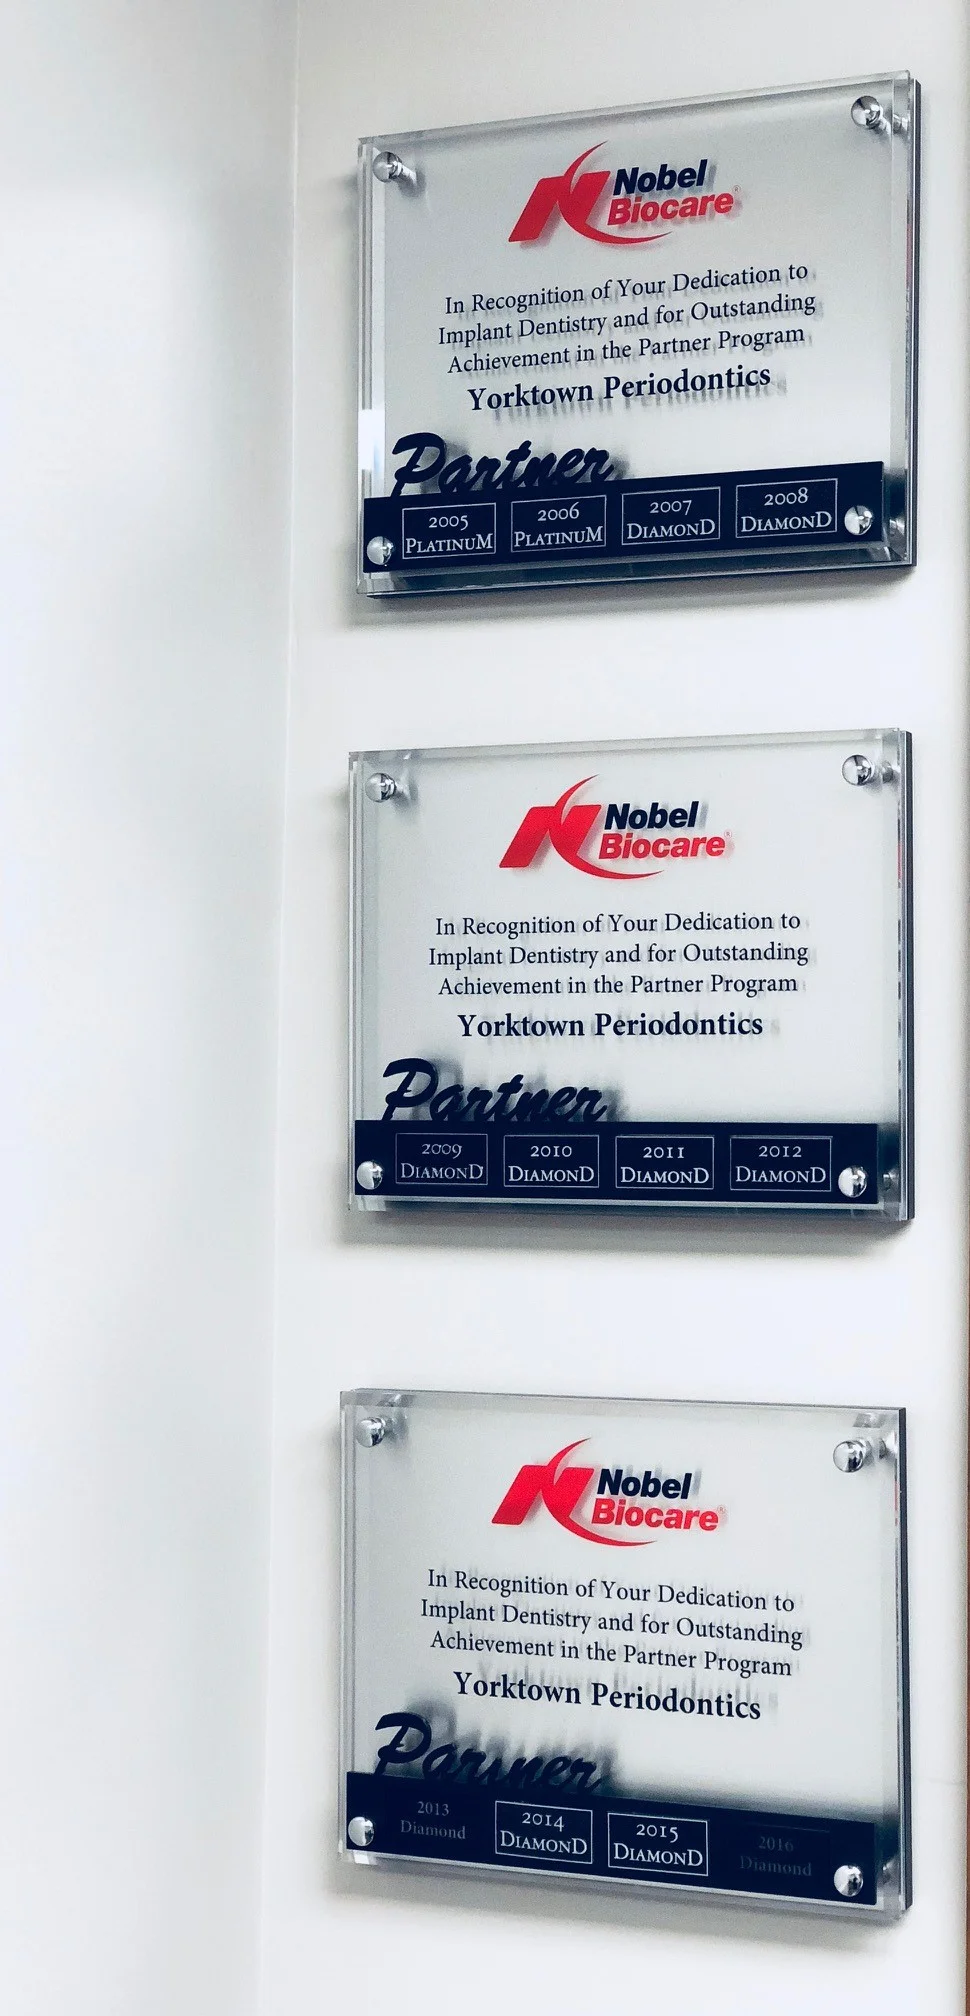 Nobel
Biocare®
In Recognition of Your Dedication to
Implant Dentistry and for Outstanding
Achievement in the Partner Program
Yorktown Periodontics
Partner
2005 2006 2007 2008
PLATINUM PLATINUM DIAMOND DIAMOND
Nobel
Biocare®
In Recognition of Your Dedication to
Implant Dentistry and for Outstanding
Achievement in the Partner Program
Yorktown Periodontics
Partner
2009 2010 2011 2012
DIAMOND DIAMOND DIAMOND DIAMOND
Nobel
Biocare®
In Recognition of Your Dedication to
Implant Dentistry and for Outstanding
Achievement in the Partner Program
Yorktown Periodontics
Partner
2013 2014 2015 2016
Diamond DIAMOND DIAMOND Diamond